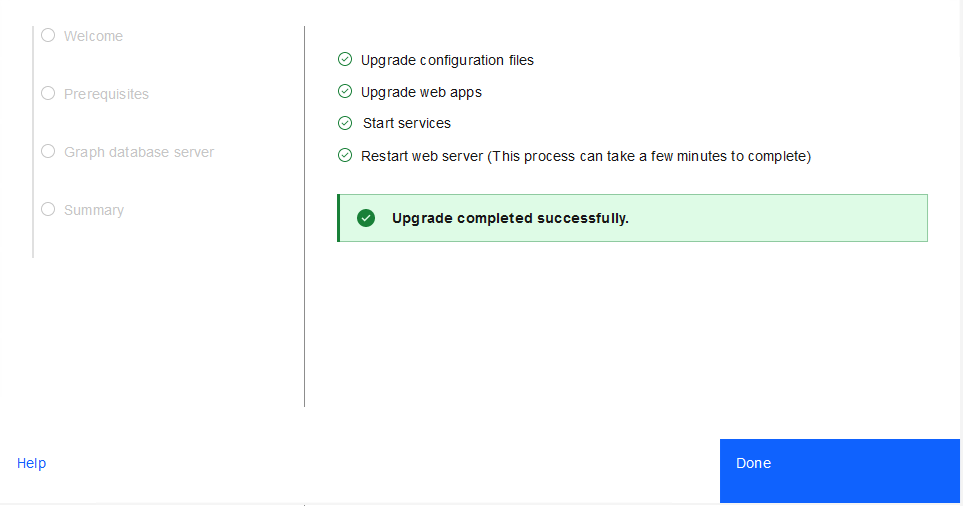 Welcome
Prerequisites
Graph database server
Summary
Upgrade configuration files
Upgrade web apps
Start services
Restart web server (This process can take a few minutes to complete)
Upgrade completed successfully.
Help
Done